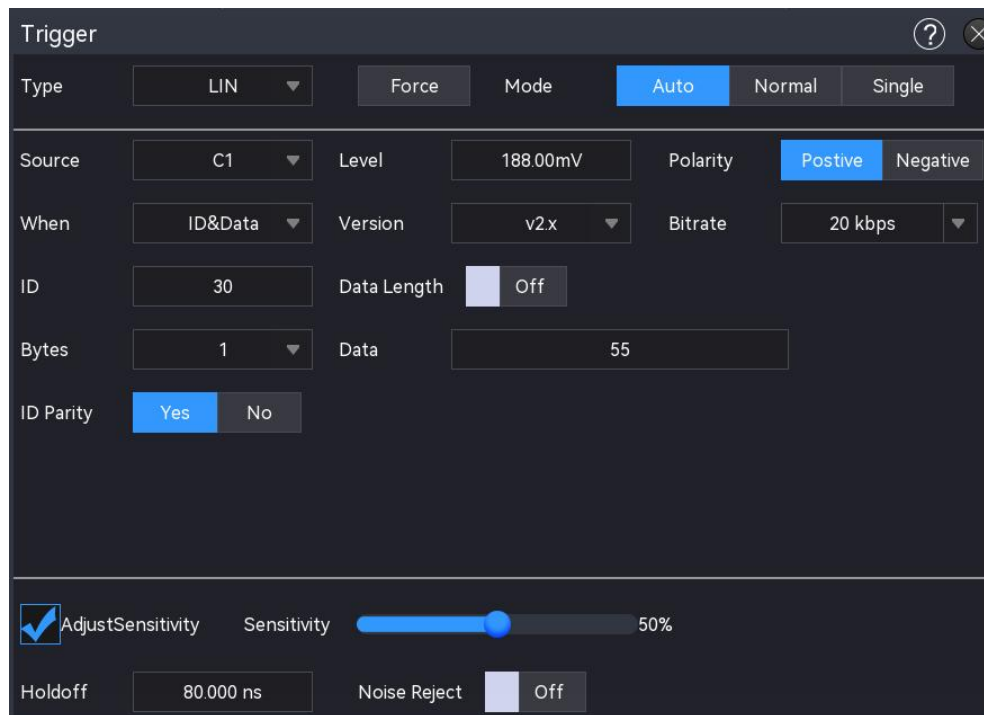 Trigger ?
Type LIN Force Mode Auto Normal Single
Source C1 Level 188.00mV Polarity Postive Negative
When ID&Data Version v2.x Bitrate 20 kbps
ID 30 Data Length Off
Bytes 1 Data 55
ID Parity Yes No
AdjustSensitivity Sensitivity 50%
Holdoff 80.000 ns Noise Reject Off